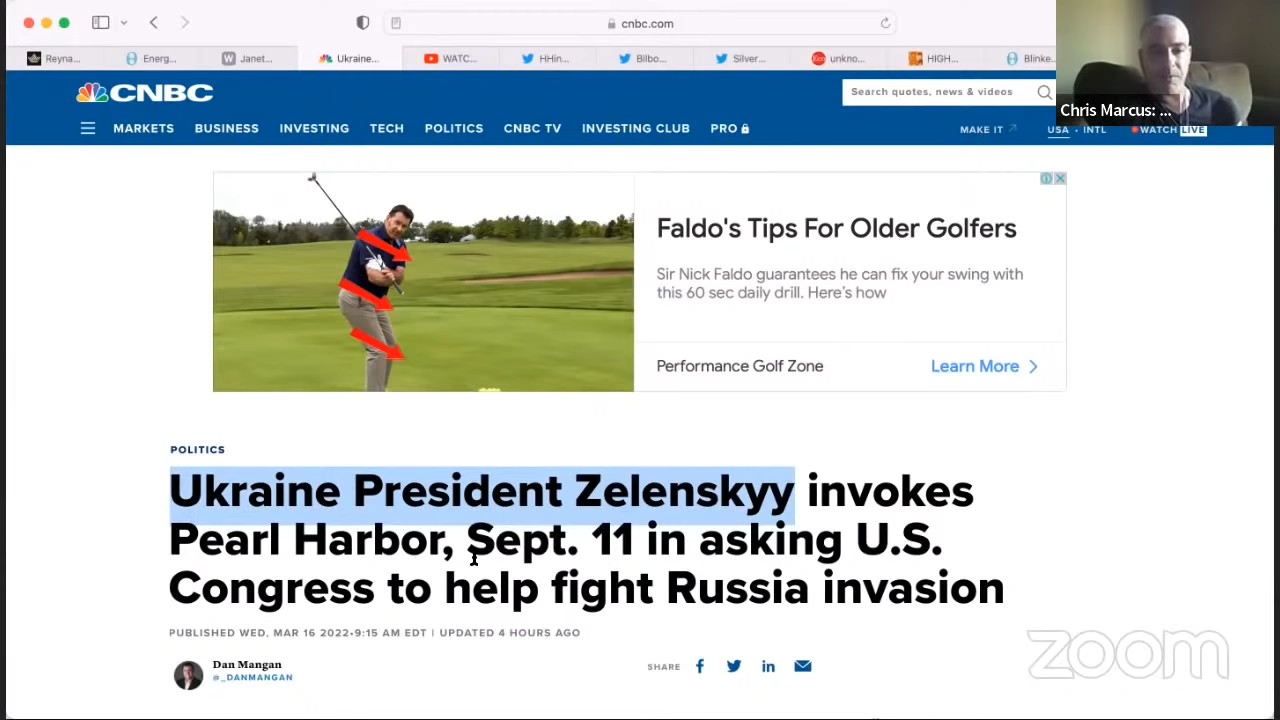 cnbc.com
Reyna...
Energ...
W Janet...
Ukraine...
WATC...
HHin...
Bilbo...
Silver...
unkno...
HIGH...
Blinke
CNBC
Search quotes, news & videos
Chris Marcus: ...
MARKETS BUSINESS INVESTING TECH POLITICS CNBC TV INVESTING CLUB PRO
MAKE IT USA • INTL WATCH LIVE
Faldo's Tips For Older Golfers
Sir Nick Faldo guarantees he can fix your swing with
this 60 sec daily drill. Here's how
Performance Golf Zone Learn More
POLITICS
Ukraine President Zelenskyy invokes
Pearl Harbor, Sept. 11 in asking U.S.
Congress to help fight Russia invasion
PUBLISHED WED, MAR 16 2022•9:15 AM EDT | UPDATED 4 HOURS AGO
Dan Mangan
@_DANMANGAN
SHARE
zoom